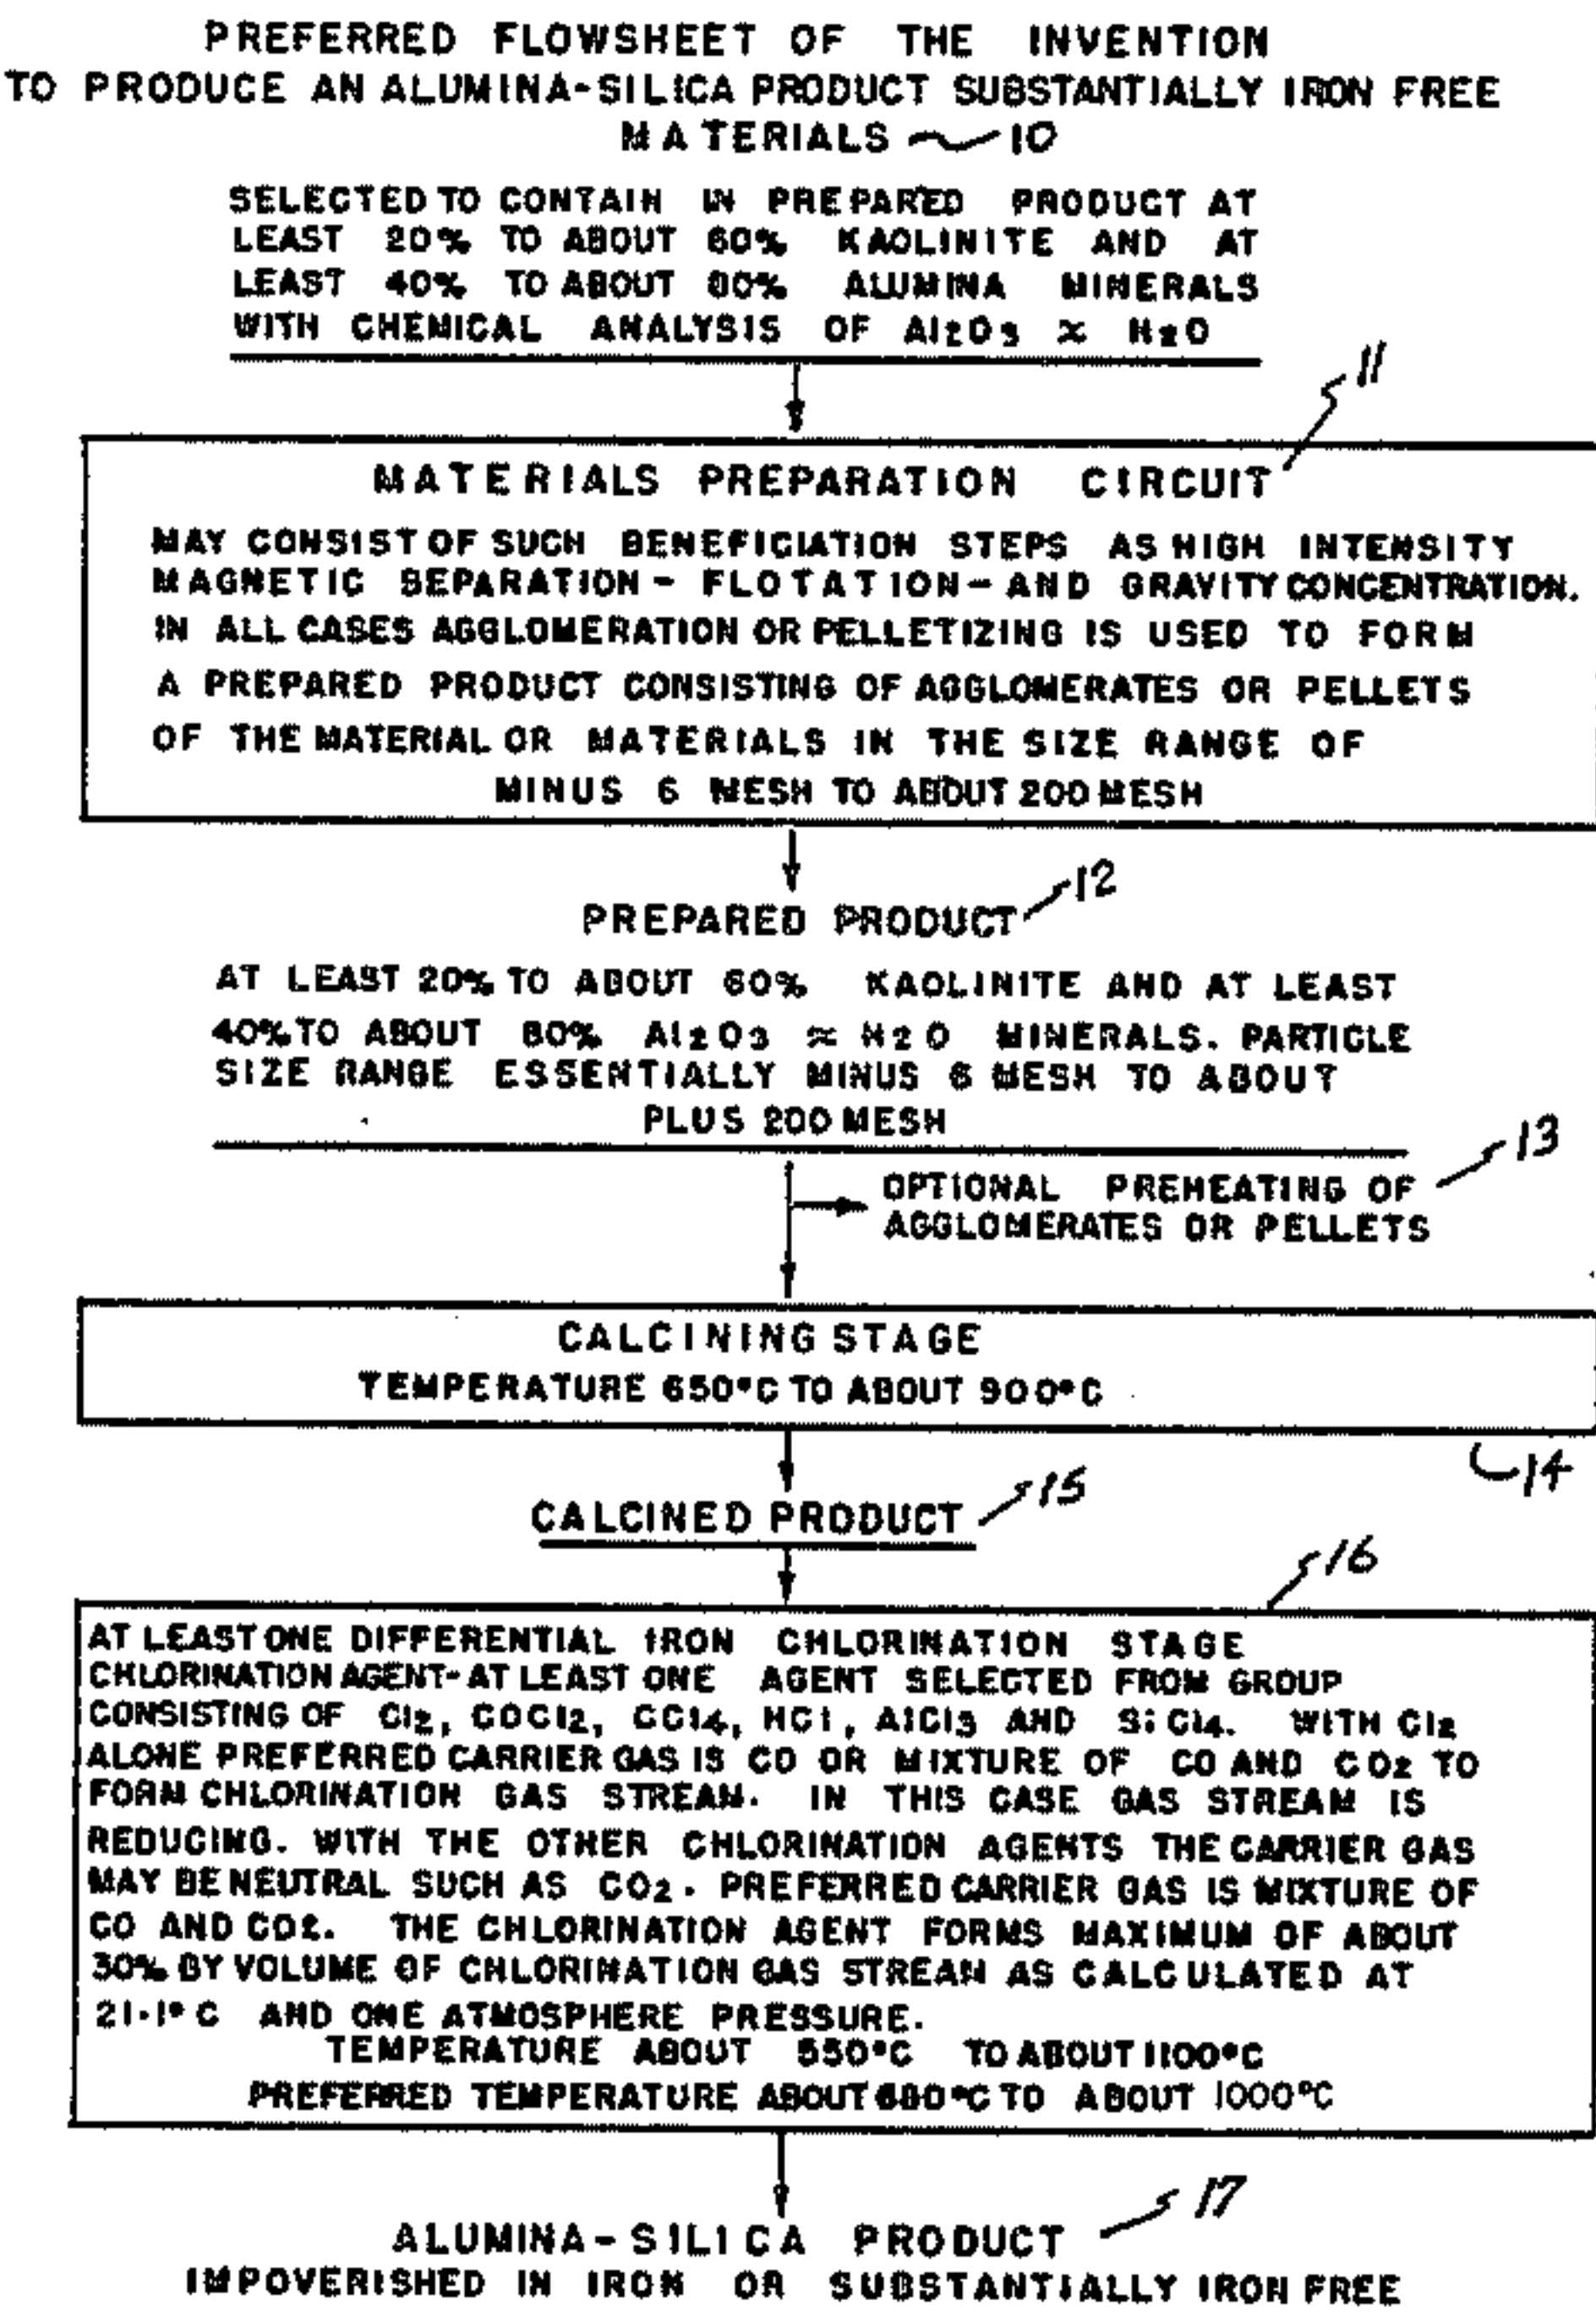 PREFERRED FLOWSHEET OF THE INVENTION
TO PRODUCE AN ALUMINA-SILICA PRODUCT SUBSTANTIALLY IRON FREE
MATERIALS 10
SELECTED TO CONTAIN IN PREPARED PRODUCT AT
LEAST 20% TO ABOUT 60% KAOLINITE AND AT
LEAST 40% TO ABOUT 80% ALUMINA MINERALS
WITH CHEMICAL ANALYSIS OF Al2O3 x H2O
11
MATERIALS PREPARATION CIRCUIT
MAY CONSIST OF SUCH BENEFICIATION STEPS AS HIGH INTENSITY
MAGNETIC SEPARATION - FLOTATION - AND GRAVITY CONCENTRATION.
IN ALL CASES AGGLOMERATION OR PELLETIZING IS USED TO FORM
A PREPARED PRODUCT CONSISTING OF AGGLOMERATES OR PELLETS
OF THE MATERIAL OR MATERIALS IN THE SIZE RANGE OF
MINUS 6 MESH TO ABOUT 200 MESH
12
PREPARED PRODUCT
AT LEAST 20% TO ABOUT 60% KAOLINITE AND AT LEAST
40% TO ABOUT 80% Al2O3 x H2O MINERALS. PARTICLE
SIZE RANGE ESSENTIALLY MINUS 6 MESH TO ABOUT
PLUS 200 MESH
13
OPTIONAL PREHEATING OF
AGGLOMERATES OR PELLETS
CALCINING STAGE
TEMPERATURE 650°C TO ABOUT 900°C
14
CALCINED PRODUCT 15
16
AT LEAST ONE DIFFERENTIAL IRON CHLORINATION STAGE
CHLORINATION AGENT- AT LEAST ONE AGENT SELECTED FROM GROUP
CONSISTING OF Cl2, COCl2, CCl4, HCl, AlCl3 AND SiCl4. WITH Cl2
ALONE PREFERRED CARRIER GAS IS CO OR MIXTURE OF CO AND CO2 TO
FORM CHLORINATION GAS STREAM. IN THIS CASE GAS STREAM IS
REDUCING. WITH THE OTHER CHLORINATION AGENTS THE CARRIER GAS
MAY BE NEUTRAL SUCH AS CO2. PREFERRED CARRIER GAS IS MIXTURE OF
CO AND CO2. THE CHLORINATION AGENT FORMS MAXIMUM OF ABOUT
30% BY VOLUME OF CHLORINATION GAS STREAM AS CALCULATED AT
21.1°C AND ONE ATMOSPHERE PRESSURE.
TEMPERATURE ABOUT 550°C TO ABOUT 1100°C
PREFERRED TEMPERATURE ABOUT 680°C TO ABOUT 1000°C
17
ALUMINA-SILICA PRODUCT
IMPOVERISHED IN IRON OR SUBSTANTIALLY IRON FREE